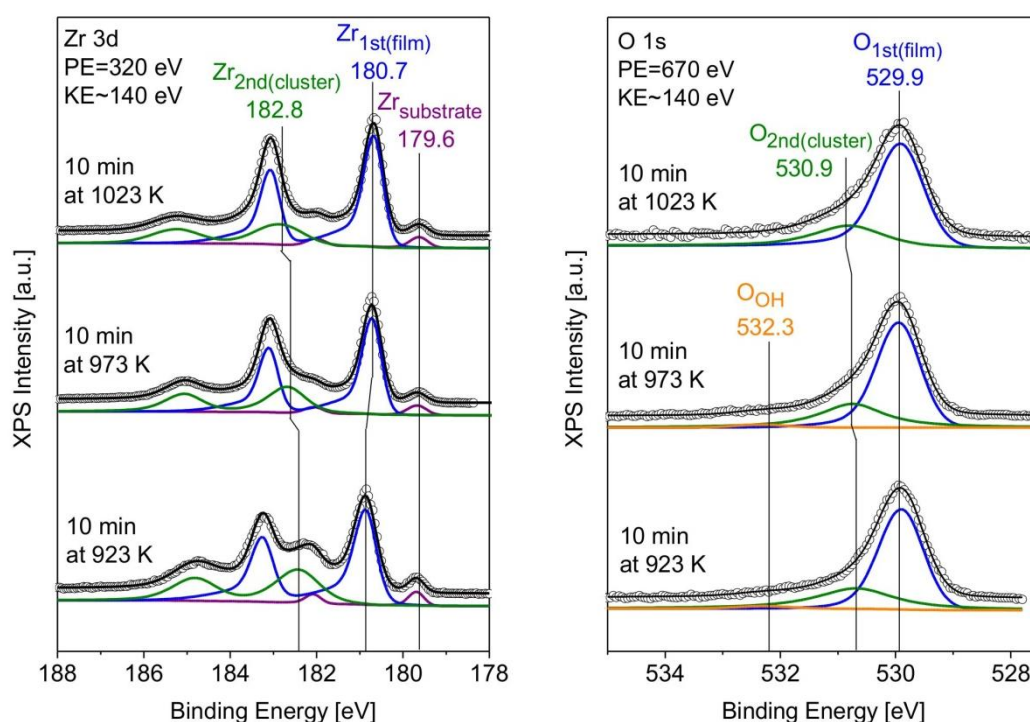 Zr 3d
PE=320 eV
KE~140 eV
Zr1st(film)
180.7
Zr2nd(cluster)
182.8
Zrsubstrate
179.6
10 min
at 1023 K
10 min
at 973 K
10 min
at 923 K
XPS Intensity [a.u.]
188 186 184 182 180 178
Binding Energy [eV]
O 1s
PE=670 eV
KE~140 eV
O1st(film)
529.9
O2nd(cluster)
530.9
10 min
at 1023 K
OOH
532.3
10 min
at 973 K
10 min
at 923 K
XPS Intensity [a.u.]
534 532 530 528
Binding Energy [eV]